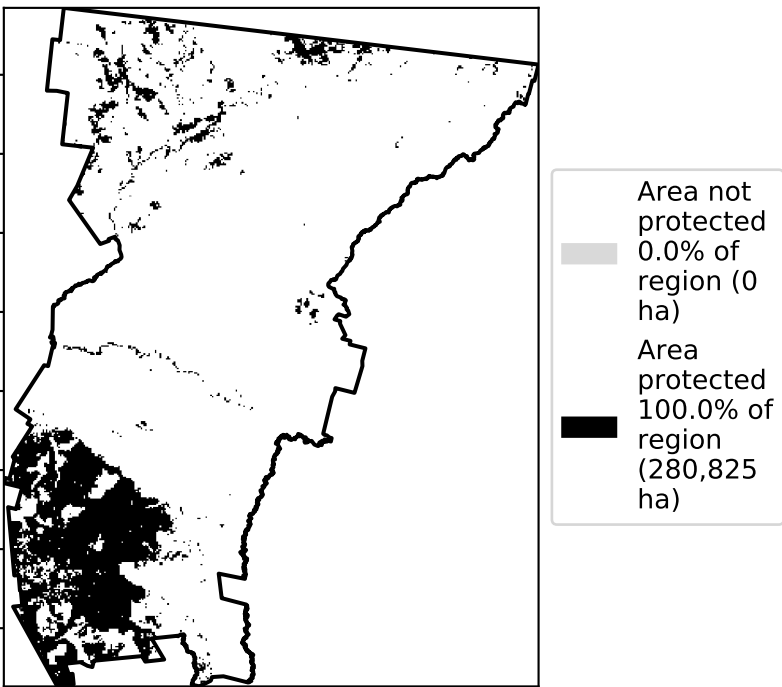 Area not
protected
0.0% of
region (0
ha)
Area
protected
100.0% of
region
(280,825
ha)